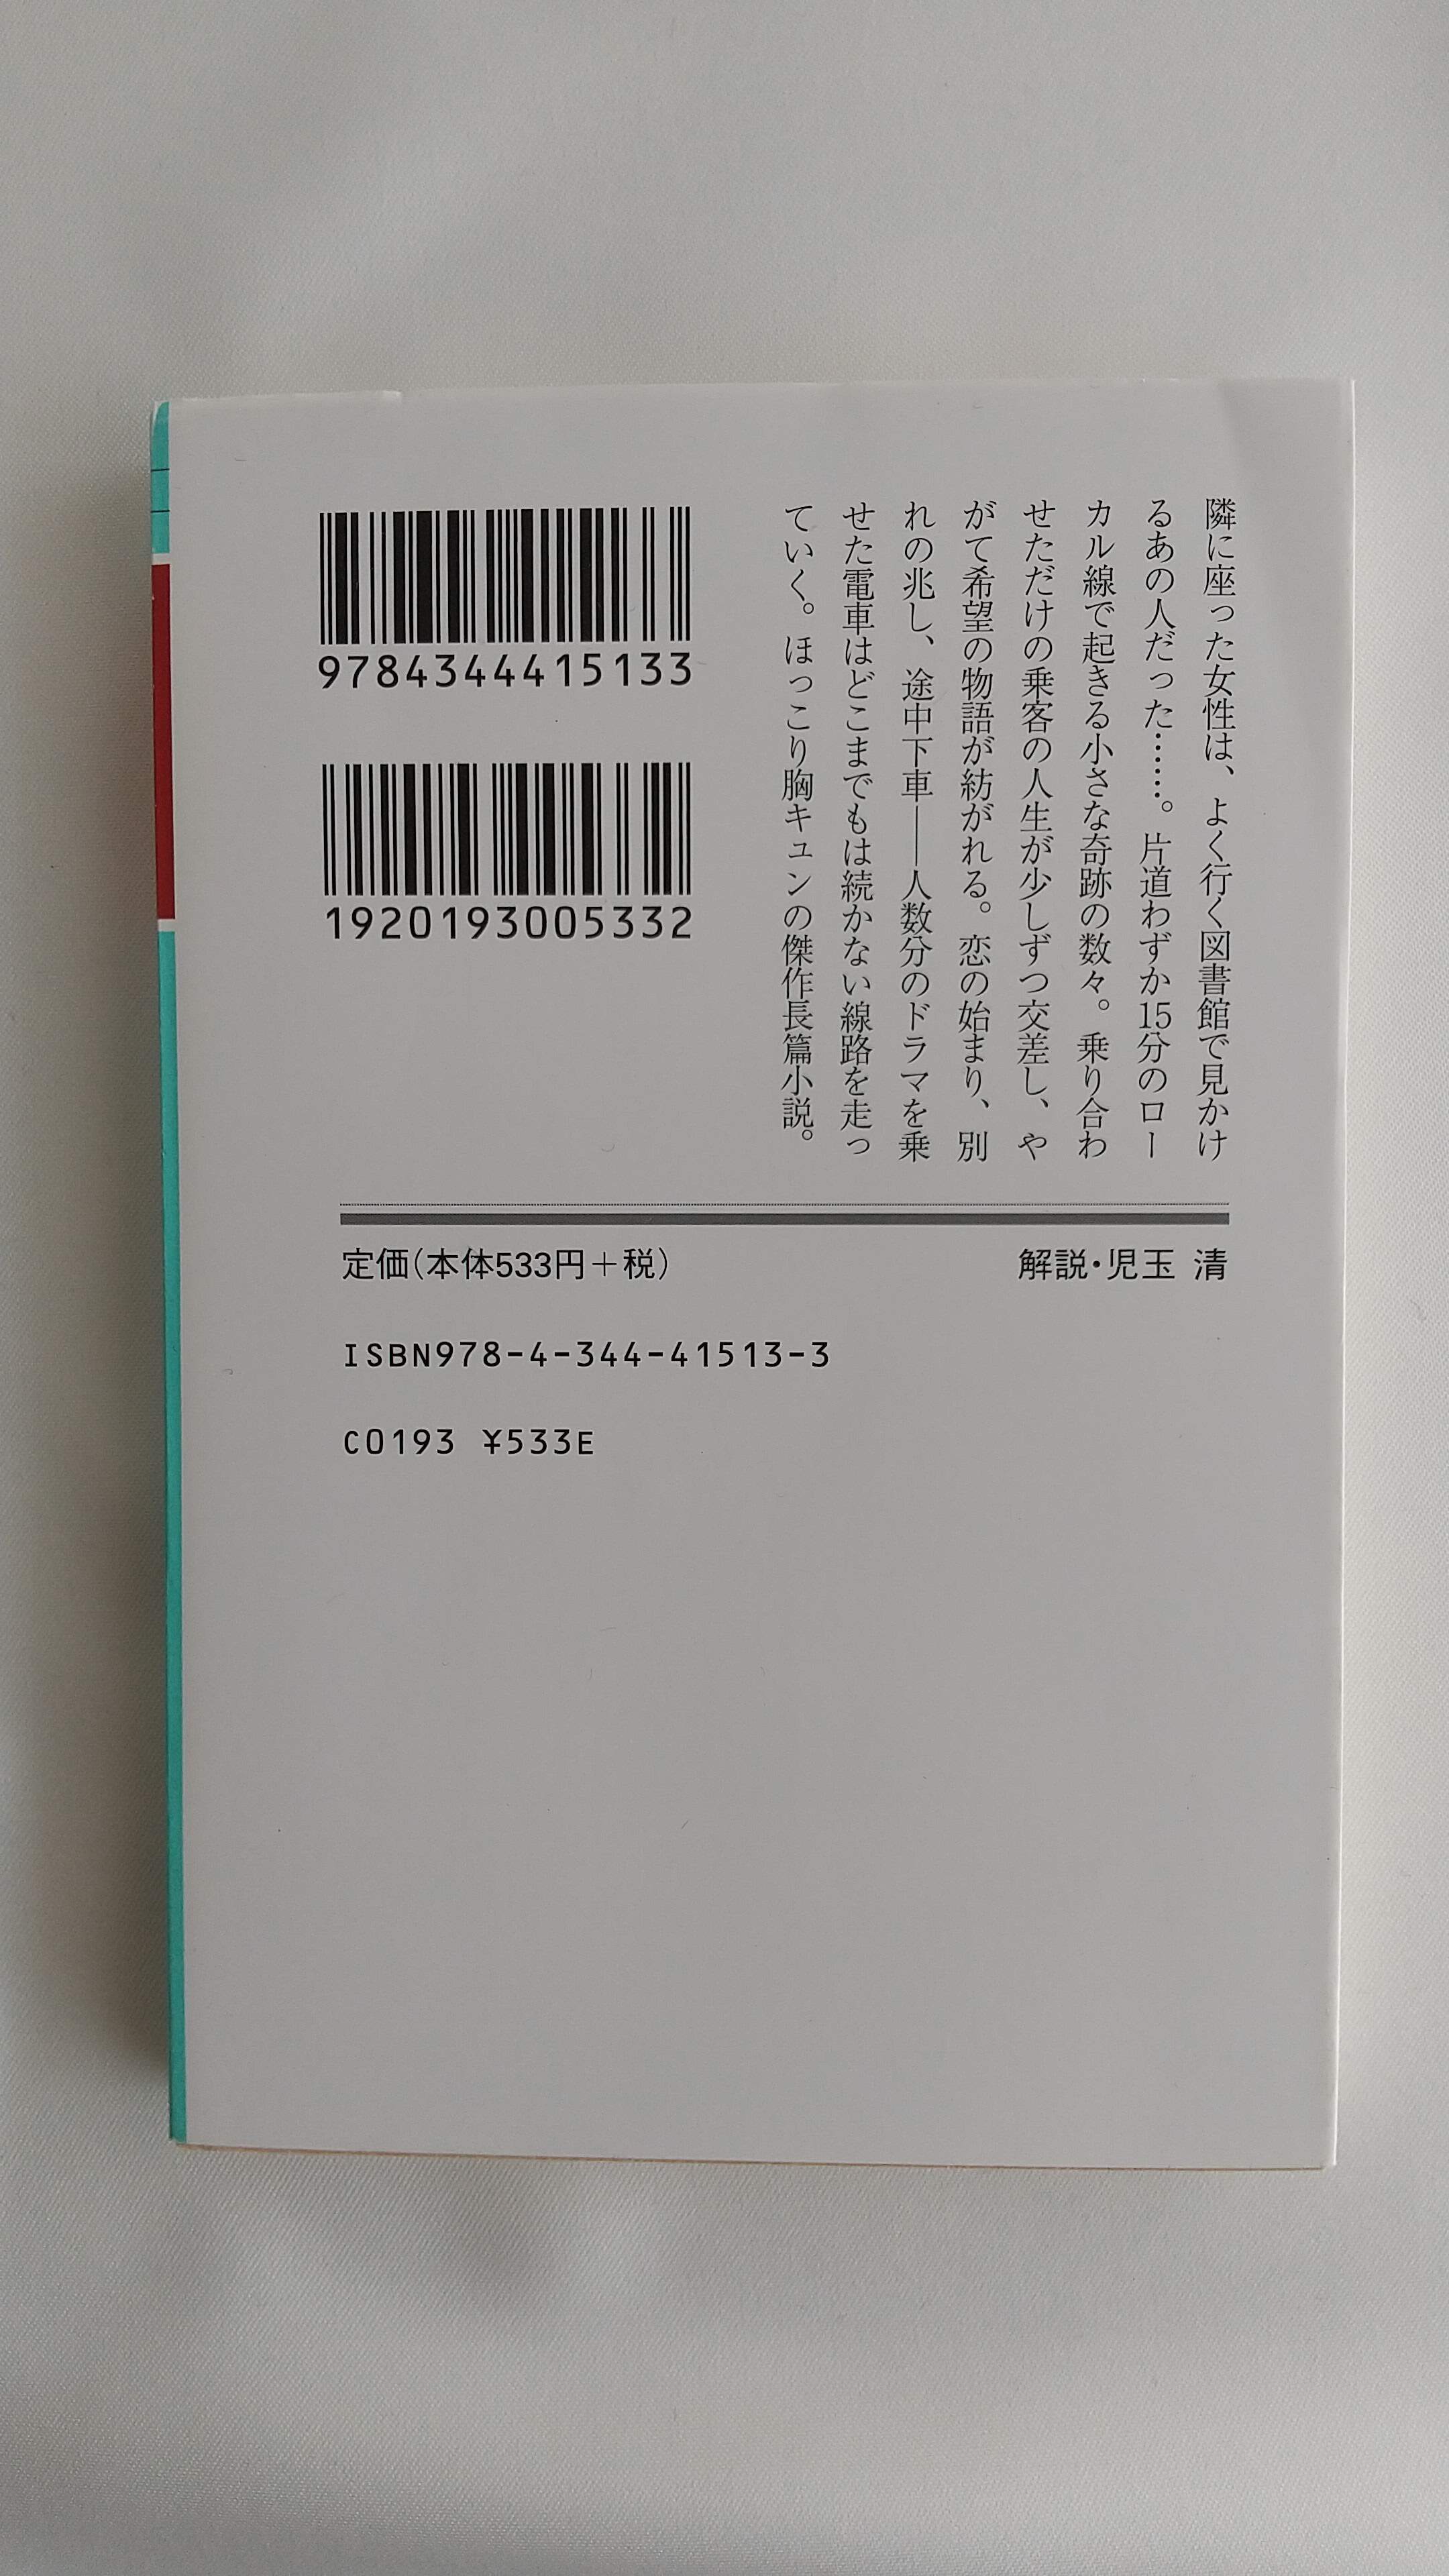 隣に座った女性は、よく行く図書館で見かけ
るあの人だった……。片道わずか15分のロー
カル線で起きる小さな奇跡の数々。乗り合わ
せただけの乗客の人生が少しずつ交差し、や
がて希望の物語が紡がれる。恋の始まり、別
れの兆し、途中下車——人数分のドラマを乗
せた電車はどこまでもは続かない線路を走っ
ていく。ほっこり胸キュンの傑作長篇小説。
9784344415133
1920193005332
解説・児玉 清
定価(本体533円＋税)
ISBN978-4-344-41513-3
C0193 ¥533E